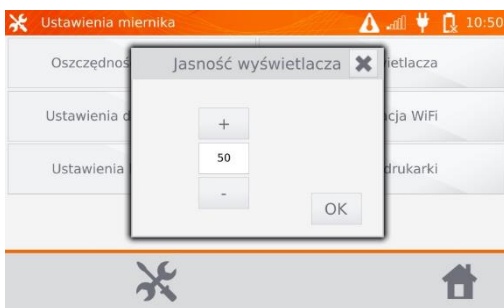 Ustawienia miernika 10:50
Oszczędnoś Jasność wyświetlacza ietlacza
+
Ustawienia d cja WiFi
50
Ustawienia drukarki
-
OK